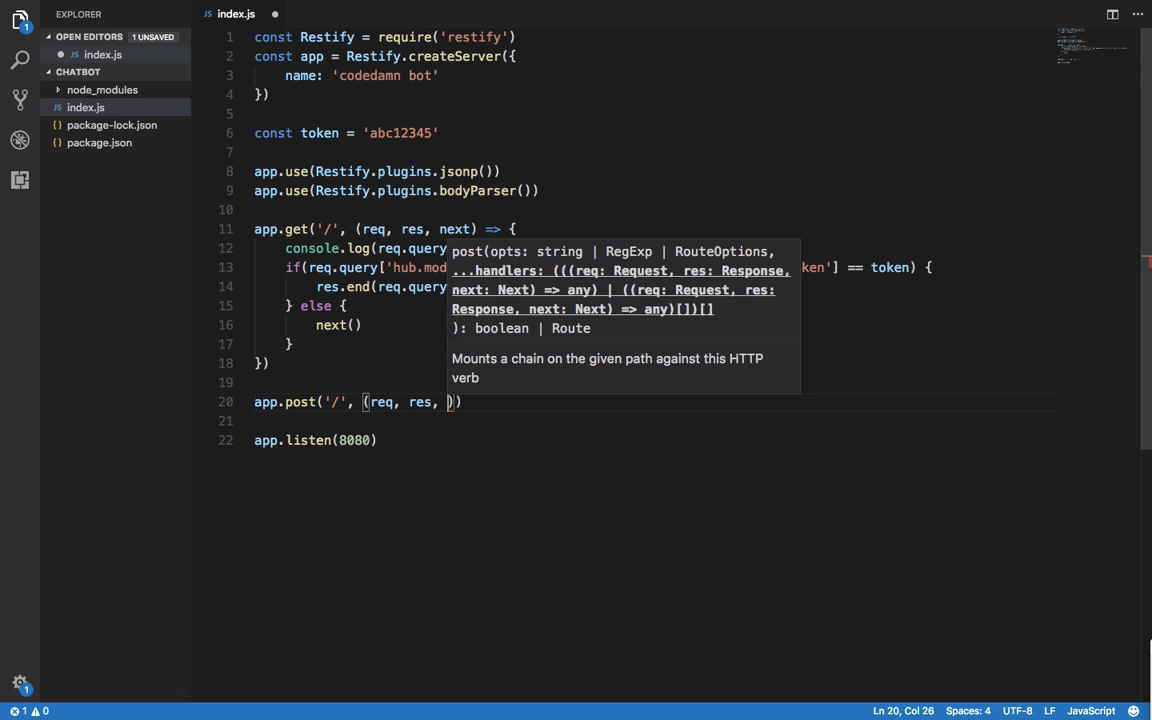 EXPLORER
JS index.js
OPEN EDITORS 1 UNSAVED
JS index.js
CHATBOT
node_modules
JS index.js
{} package-lock.json
{} package.json
1
1 const Restify = require('restify')
2 const app = Restify.createServer({
3 name: 'codedamn bot'
4 })
5
6 const token = 'abc12345'
7
8 app.use(Restify.plugins.jsonp())
9 app.use(Restify.plugins.bodyParser())
10
11 app.get('/', (req, res, next) => {
12 console.log(req.query
13 if(req.query['hub.mod ken'] == token) {
14 res.end(req.query
15 } else {
16 next()
17 }
18 })
19
20 app.post('/', (req, res, ))
21
22 app.listen(8080)
post(opts: string | RegExp | RouteOptions,
...handlers: (((req: Request, res: Response,
next: Next) => any) | ((req: Request, res:
Response, next: Next) => any)[])[]
): boolean | Route
Mounts a chain on the given path against this HTTP
verb
1
1 0
Ln 20, Col 26 Spaces: 4 UTF-8 LF JavaScript